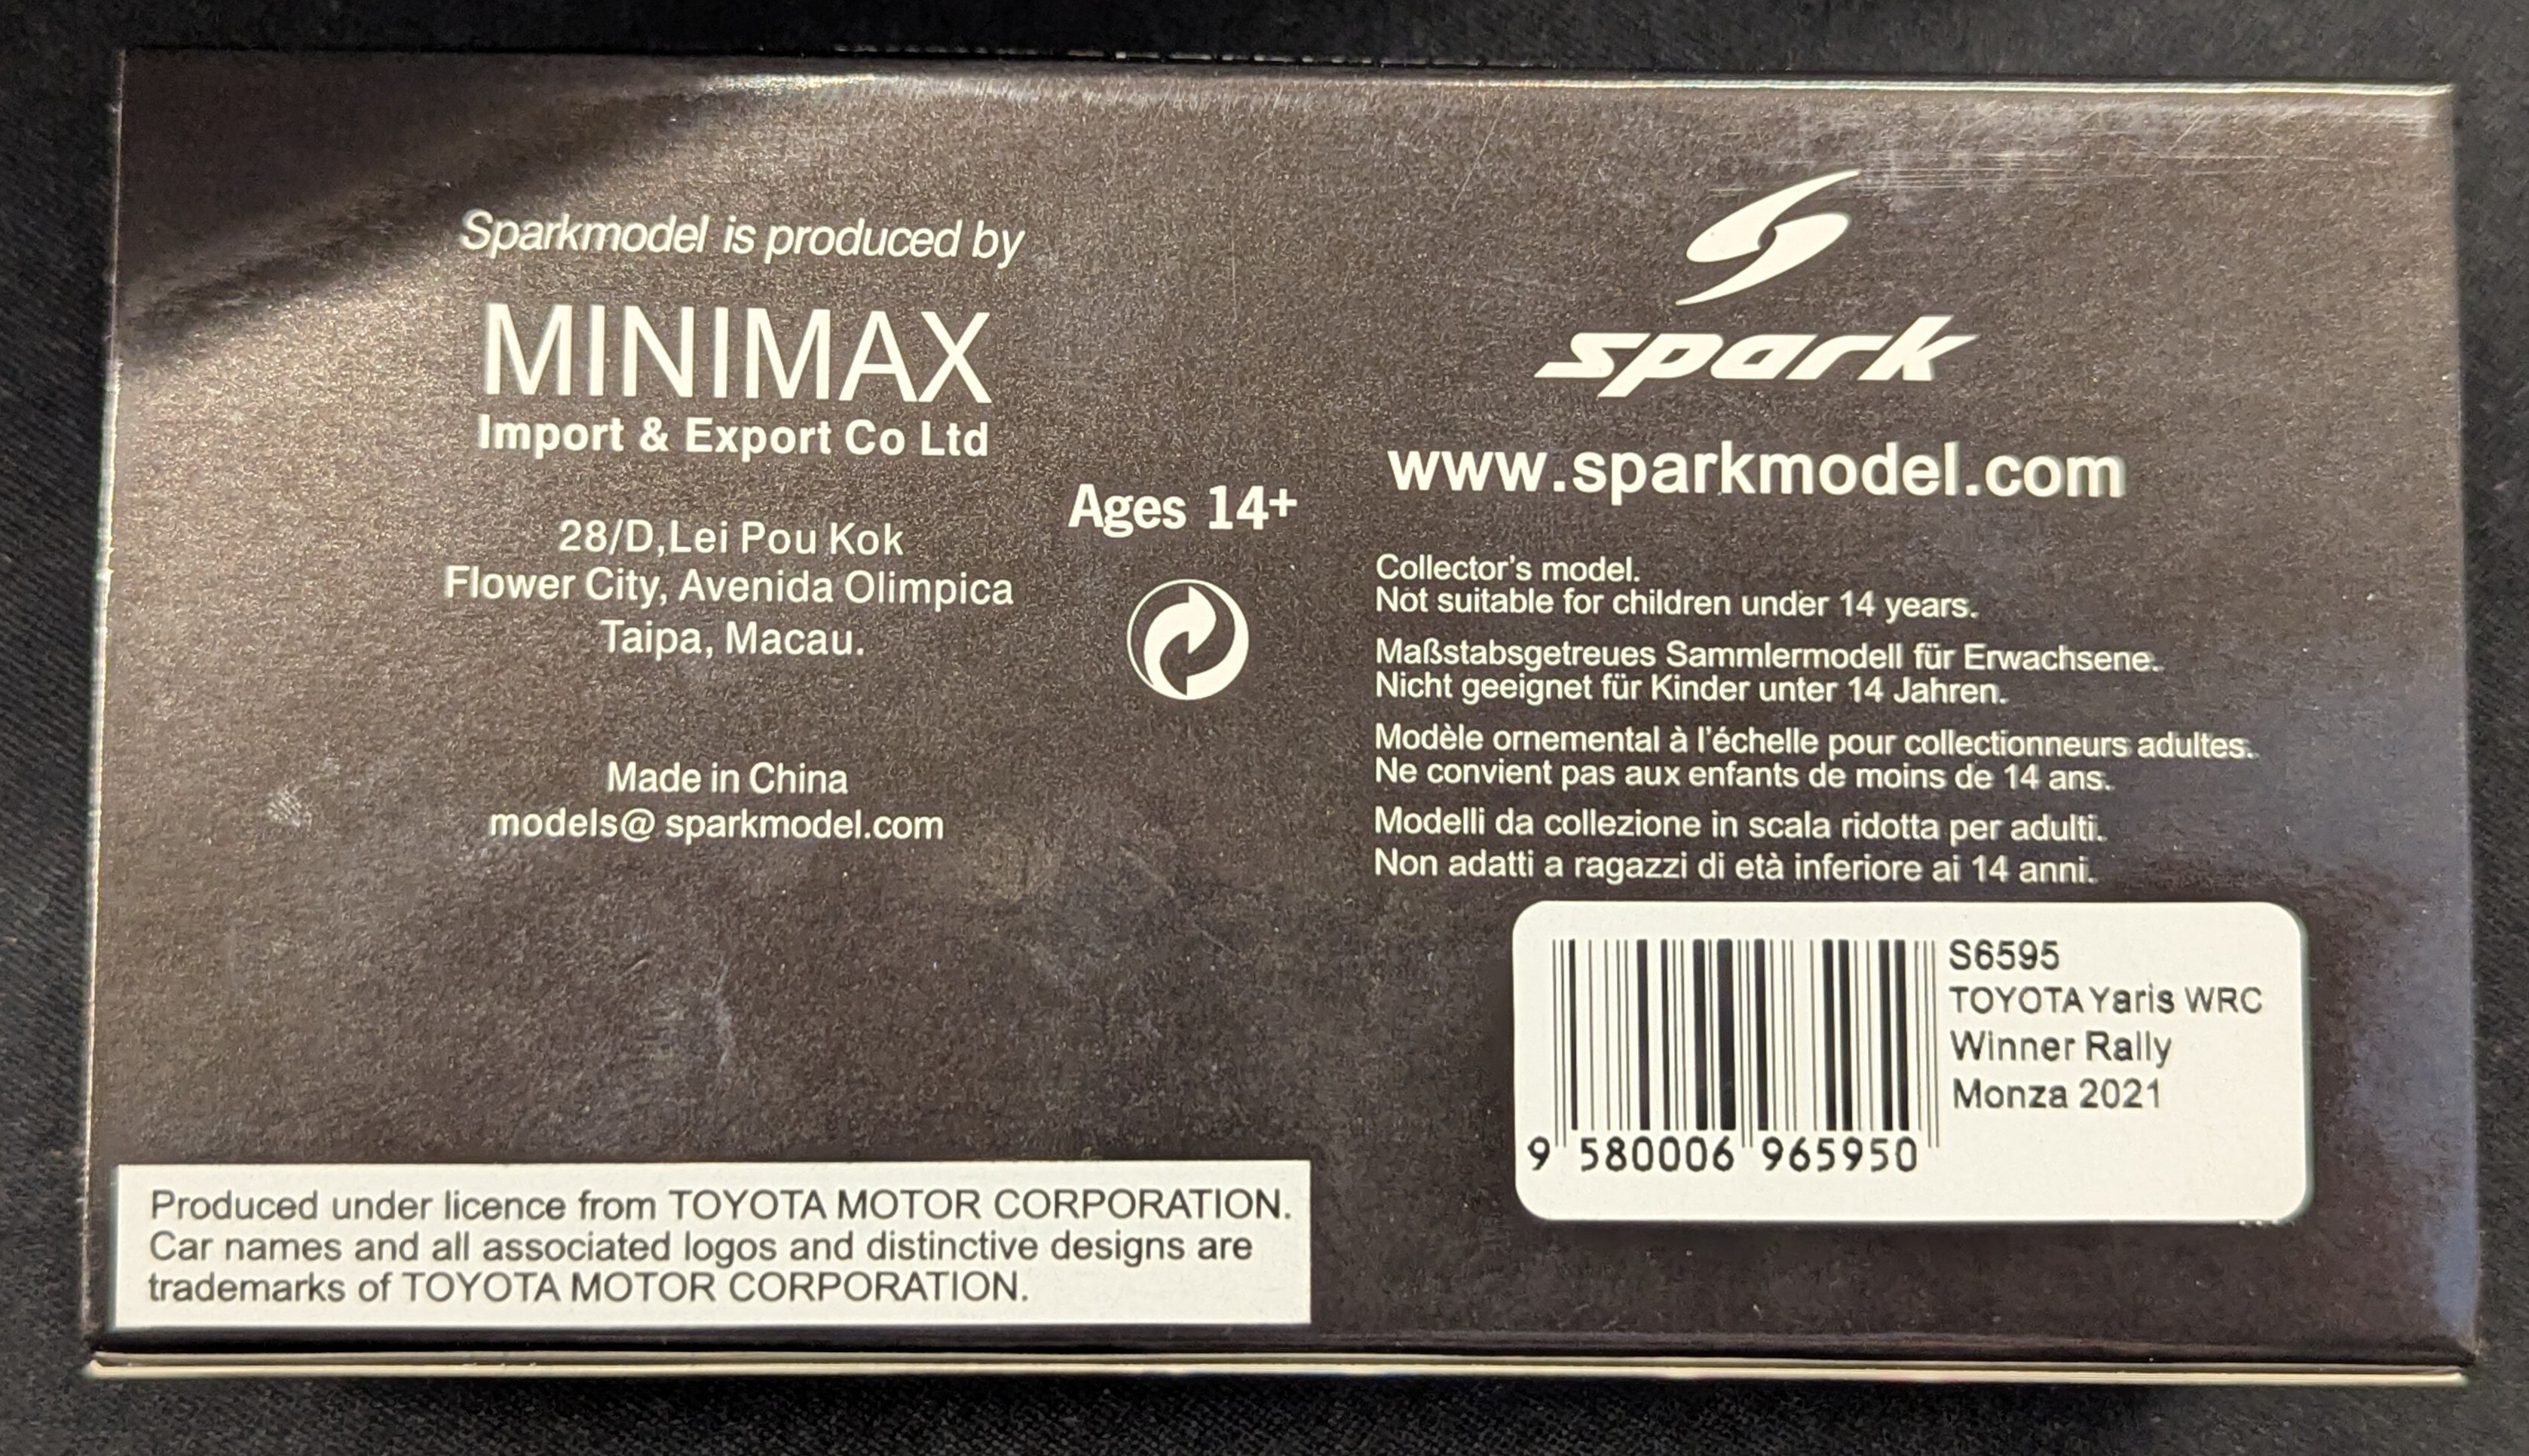 Sparkmodel is produced by
MINIMAX
Import & Export Co Ltd
28/D,Lei Pou Kok
Flower City, Avenida Olimpica
Taipa, Macau.
Made in China
models@ sparkmodel.com
Ages 14+
spark
www.sparkmodel.com
Collector's model.
Not suitable for children under 14 years.
Maßstabsgetreues Sammlermodell für Erwachsene.
Nicht geeignet für Kinder unter 14 Jahren.
Modèle ornemental à l'échelle pour collectionneurs adultes.
Ne convient pas aux enfants de moins de 14 ans.
Modelli da collezione in scala ridotta per adulti.
Non adatti a ragazzi di età inferiore ai 14 anni.
S6595
TOYOTA Yaris WRC
Winner Rally
Monza 2021
9 580006 965950
Produced under licence from TOYOTA MOTOR CORPORATION.
Car names and all associated logos and distinctive designs are
trademarks of TOYOTA MOTOR CORPORATION.